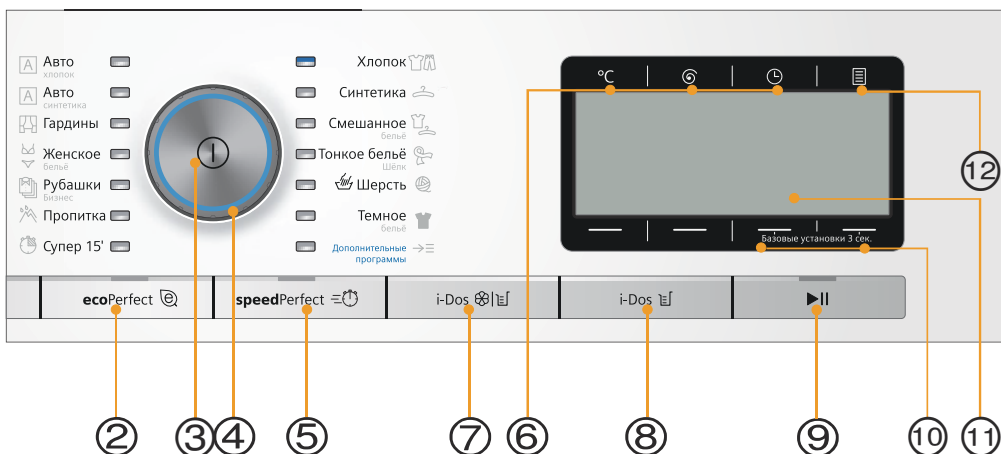 A Авто
хлопок
A Авто
синтетика
Гардины
Женское
бельё
Рубашки
Бизнес
Пропитка
Супер 15'
Хлопок
Синтетика
Смешанное
бельё
Тонкое бельё
Шёлк
Шерсть
Темное
Дополнительные
программы
°C
Базовые установки 3 сек.
ecoPerfect e
speedPerfect
i-Dos
i-Dos
② ③ ④ ⑤ ⑦ ⑥ ⑧ ⑨ ⑩ ⑪
⑫